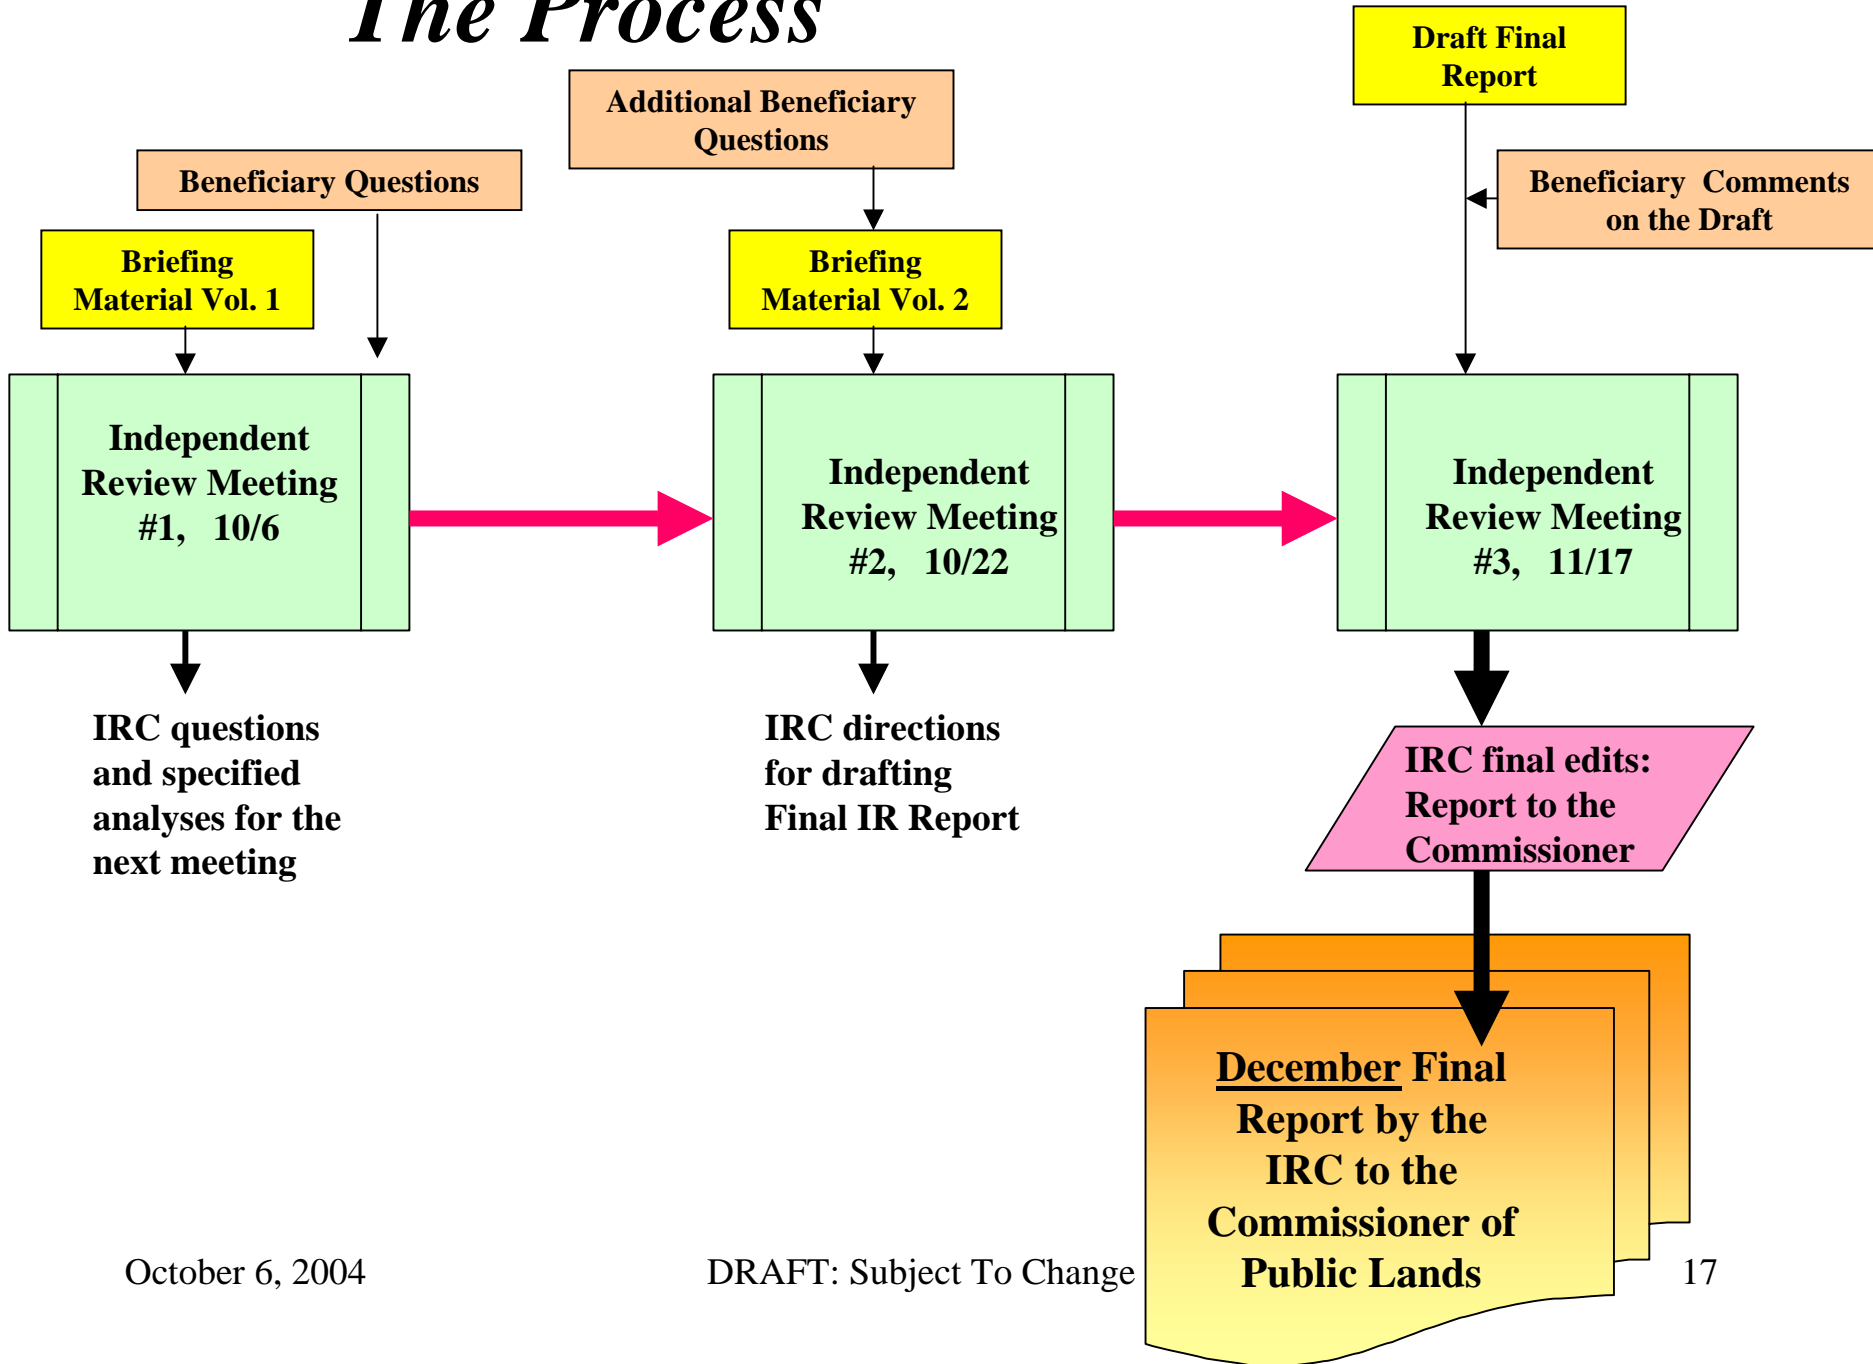 The Process
Draft Final
Report
Additional Beneficiary
Questions
Beneficiary Questions
Beneficiary  Comments
on the Draft
Briefing
Material Vol. 1
Briefing
Material Vol. 2
Independent
Review Meeting
#1,   10/6
Independent
Review Meeting
#2,   10/22
Independent
Review Meeting
#3,   11/17
IRC questions
and specified
analyses for the
next meeting
IRC directions
for drafting
Final IR Report
IRC final edits:
Report to the
Commissioner
December Final
Report by the
IRC to the
Commissioner of
Public Lands
October 6, 2004
DRAFT: Subject To Change
17